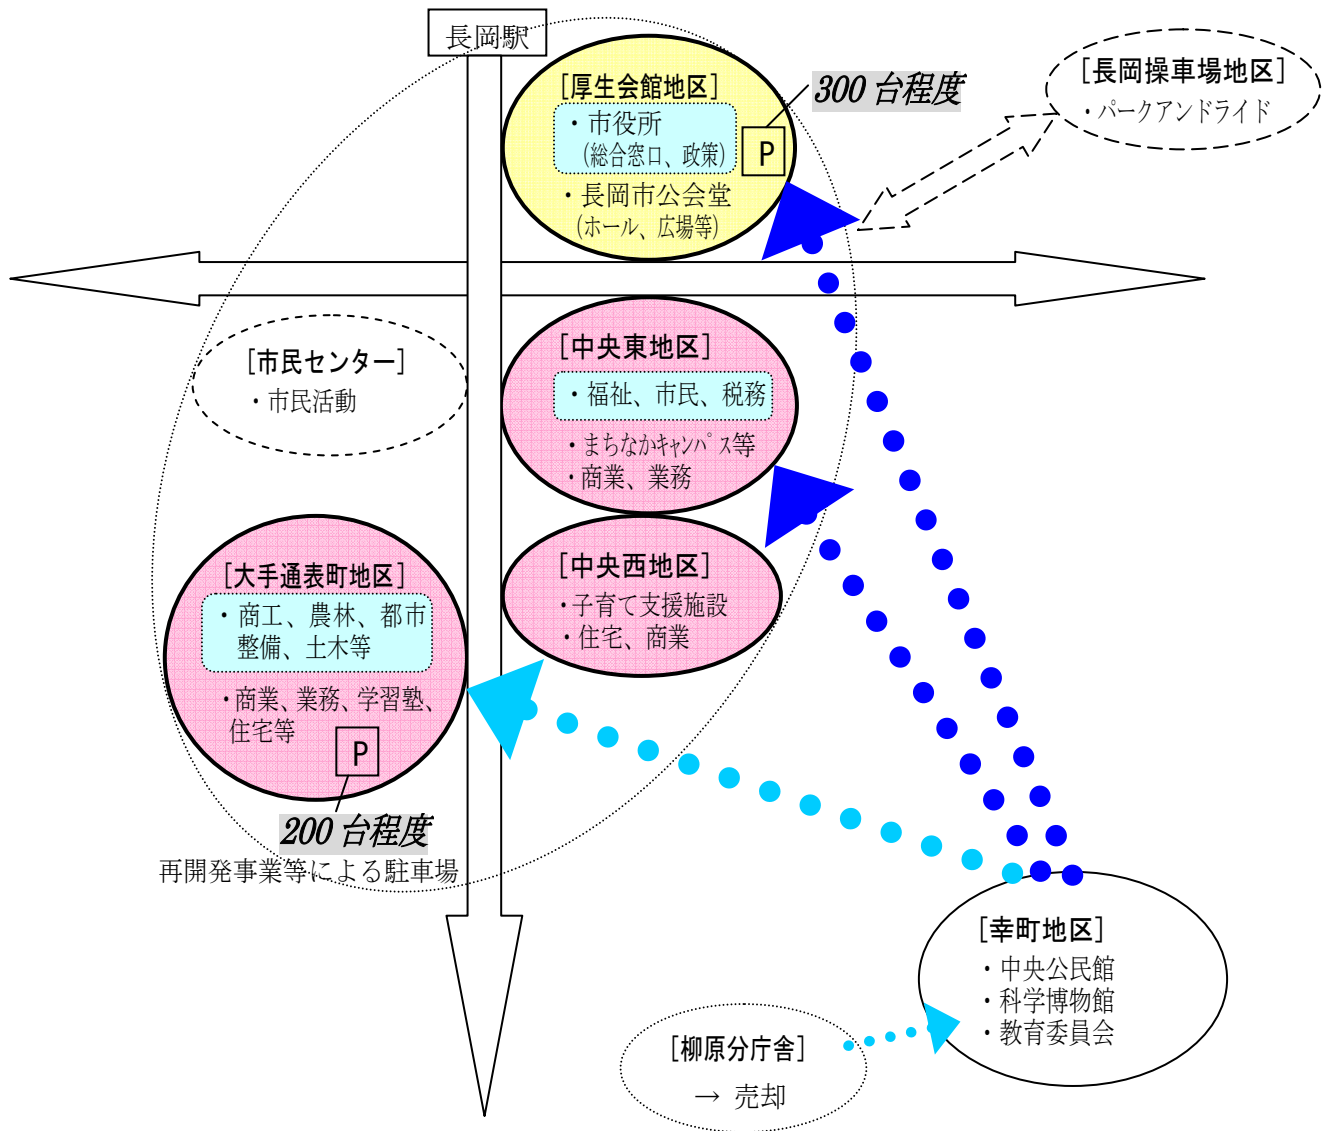 長岡駅
[厚生会館地区]
・市役所
(総合窓口、政策)
・長岡市公会堂
(ホール、広場等)
P
300 台程度
[長岡操車場地区]
・パークアンドライド
[市民センター]
・市民活動
[中央東地区]
・福祉、市民、税務
・まちなかキャンパス等
・商業、業務
[中央西地区]
・子育て支援施設
・住宅、商業
[大手通表町地区]
・商工、農林、都市
整備、土木等
・商業、業務、学習塾、
住宅等
P
200 台程度
再開発事業等による駐車場
[幸町地区]
・中央公民館
・科学博物館
・教育委員会
[柳原分庁舎]
→ 売却